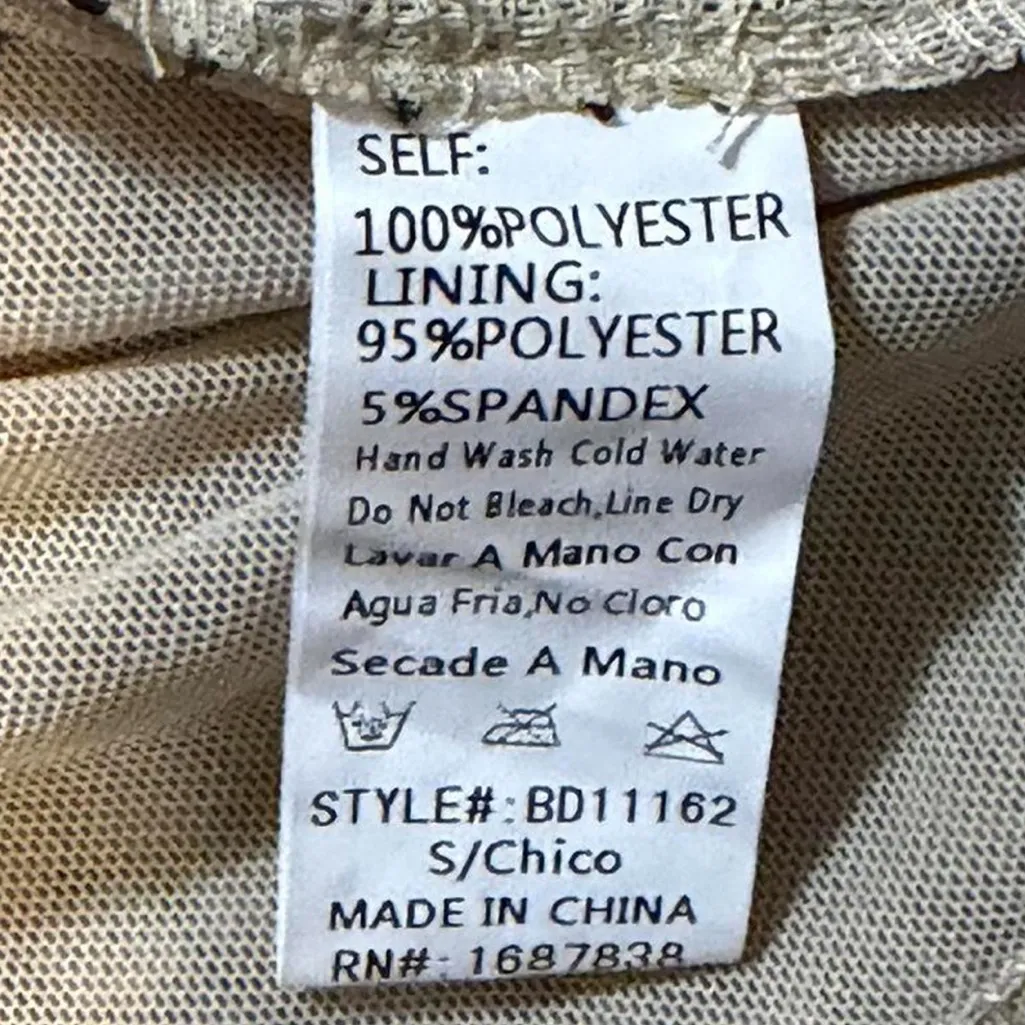 SELF:
100%POLYESTER
LINING:
95%POLYESTER
5%SPANDEX
Hand Wash Cold Water
Do Not Bleach,Line Dry
Lavar A Mano Con
Agua Fria,No Cloro
Secade A Mano
STYLE#:BD11162
S/Chico
MADE IN CHINA
RN#: 1687838